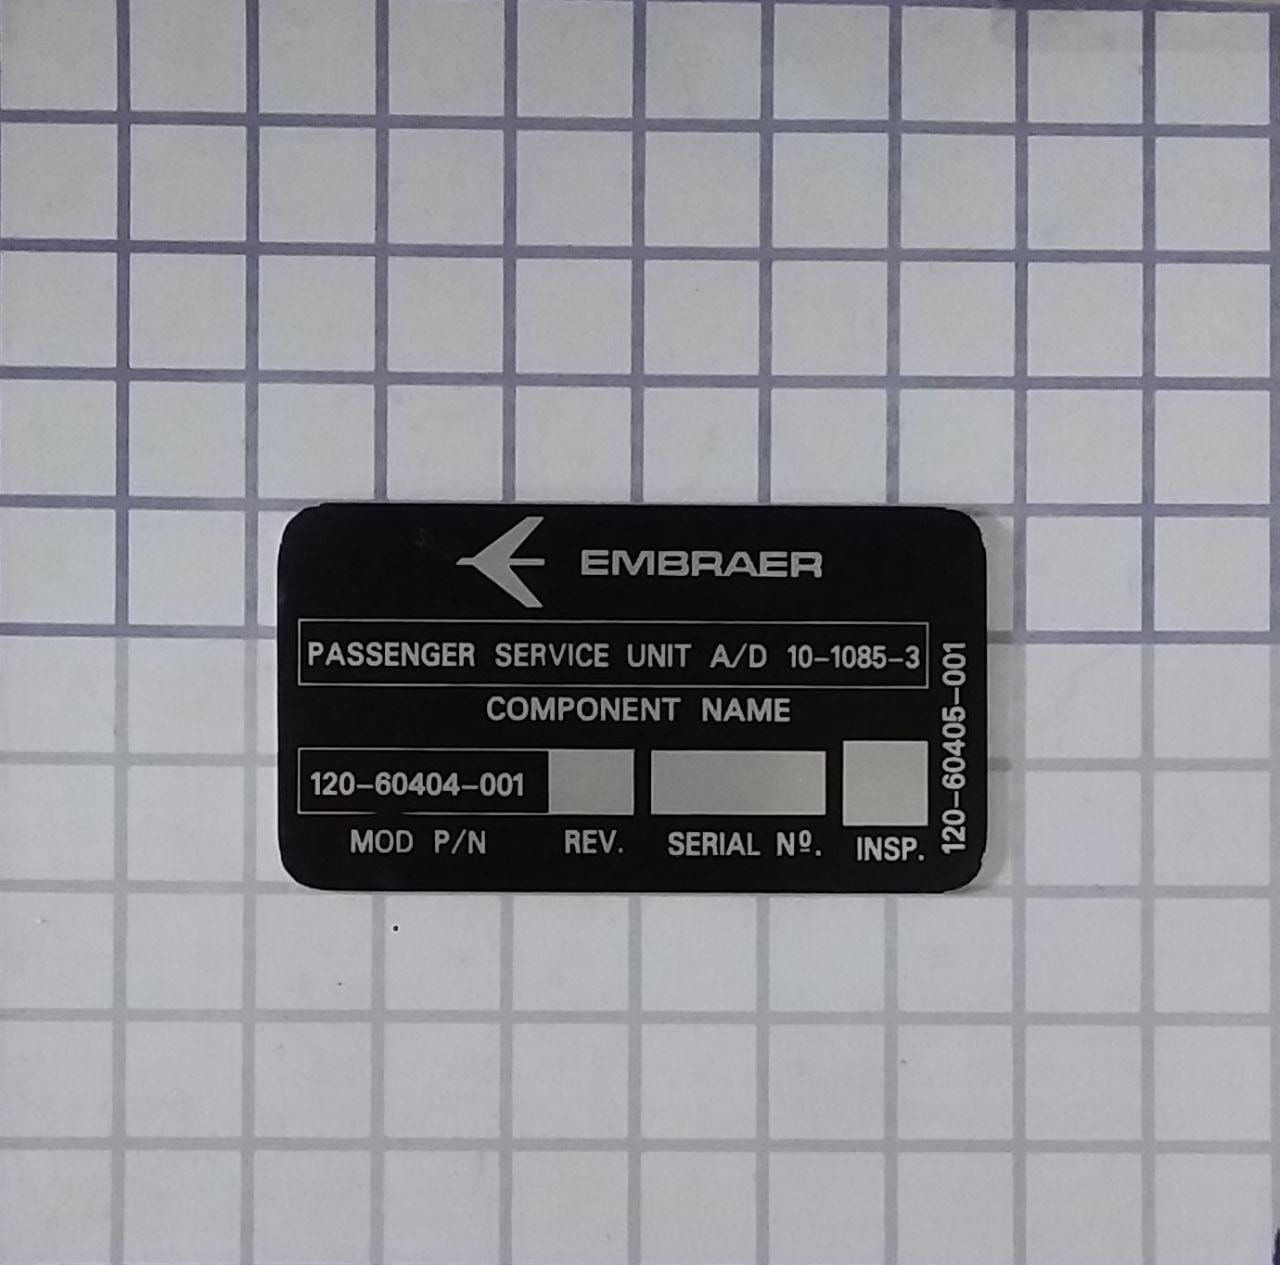 EMBRAER
PASSENGER SERVICE UNIT A/D 10-1085-3
COMPONENT NAME
120-60404-001
MOD P/N REV. SERIAL Nº. INSP.
120-60405-001